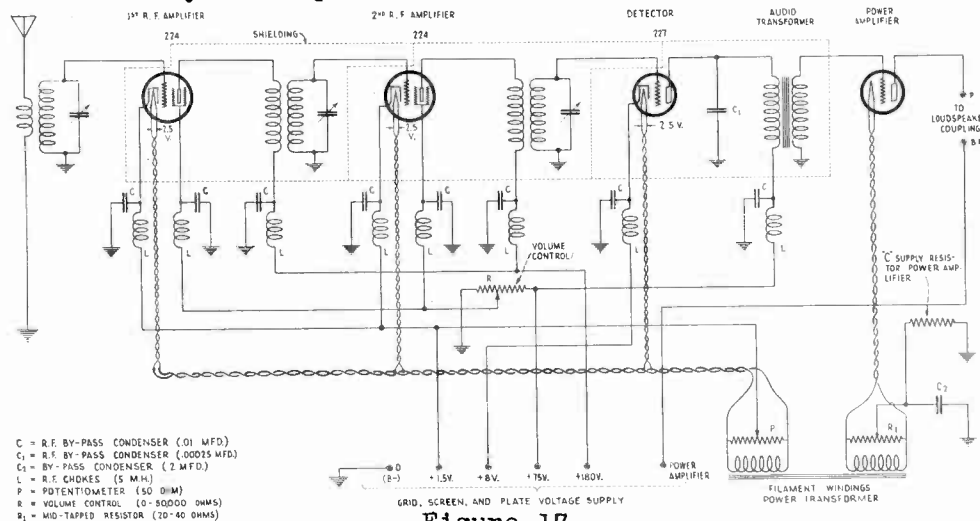 1ST R.F. AMPLIFIER
2ND R.F. AMPLIFIER
DETECTOR
AUDIO
TRANSFORMER
POWER
AMPLIFIER
224
SHIELDING
224
227
2.5
V.
2.5
V.
2.5 V.
C1
P
TO
LOUDSPEAKER
COUPLING
B
C
C
C
C
C
C
C
C
L
L
L
L
L
L
L
L
VOLUME
CONTROL
R
"C" SUPPLY RESIS-
TOR POWER AMP-
LIFIER
C2
P
R1
C = R.F. BY-PASS CONDENSER (.01 MFD.)
C1 = R.F. BY-PASS CONDENSER (.00025 MFD.)
C2 = BY-PASS CONDENSER (2 MFD.)
L = R.F. CHOKES (5 M.H.)
P = POTENTIOMETER (50
R = VOLUME CONTROL (0-50,000 OHMS)
R1 = MID-TAPPED RESISTOR (20-40 OHMS)
0
(B-)
+1.5V.
+8V.
+75V.
+180V.
POWER
AMPLIFIER
GRID, SCREEN, AND PLATE VOLTAGE SUPPLY
FILAMENT WINDINGS
POWER TRANSFORMER